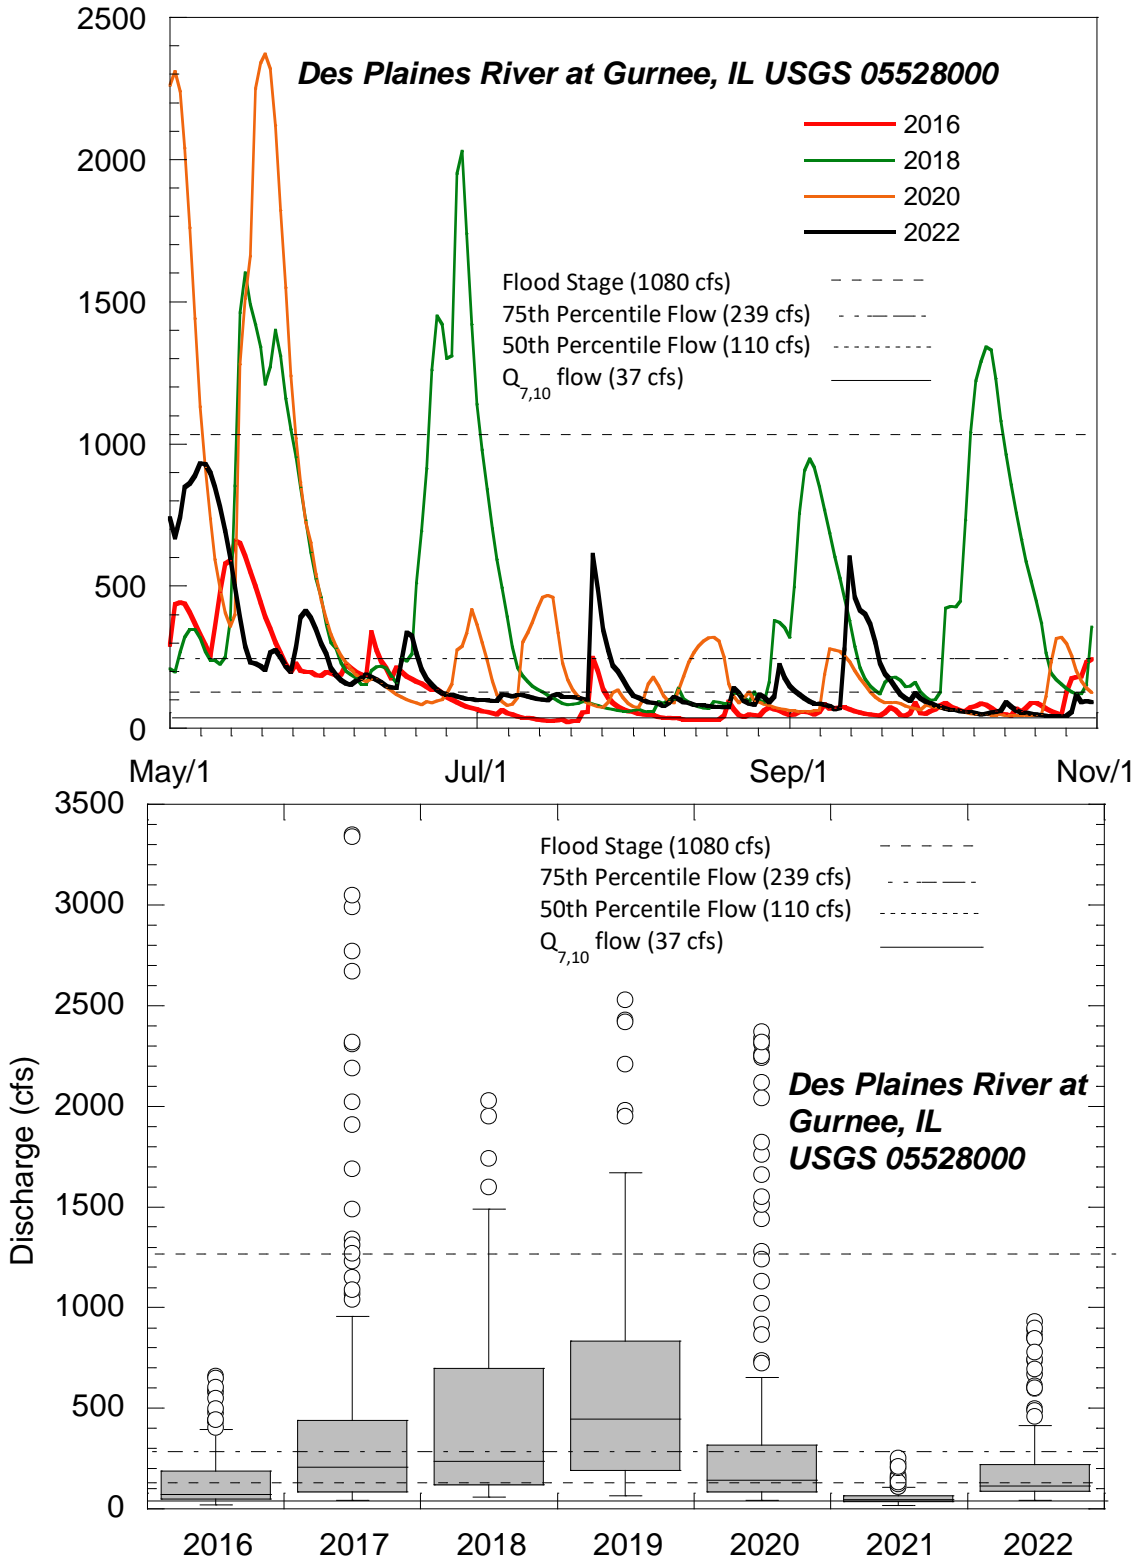 2500
2000
1500
1000
500
0
Des Plaines River at Gurnee, IL USGS 05528000
2016
2018
2020
2022
Flood Stage (1080 cfs)
75th Percentile Flow (239 cfs)
50th Percentile Flow (110 cfs)
Q7,10 flow (37 cfs)
May/1 Jul/1 Sep/1 Nov/1
3500
3000
2500
2000
1500
1000
500
0
Discharge (cfs)
Flood Stage (1080 cfs)
75th Percentile Flow (239 cfs)
50th Percentile Flow (110 cfs)
Q7,10 flow (37 cfs)
Des Plaines River at
Gurnee, IL
USGS 05528000
2016 2017 2018 2019 2020 2021 2022